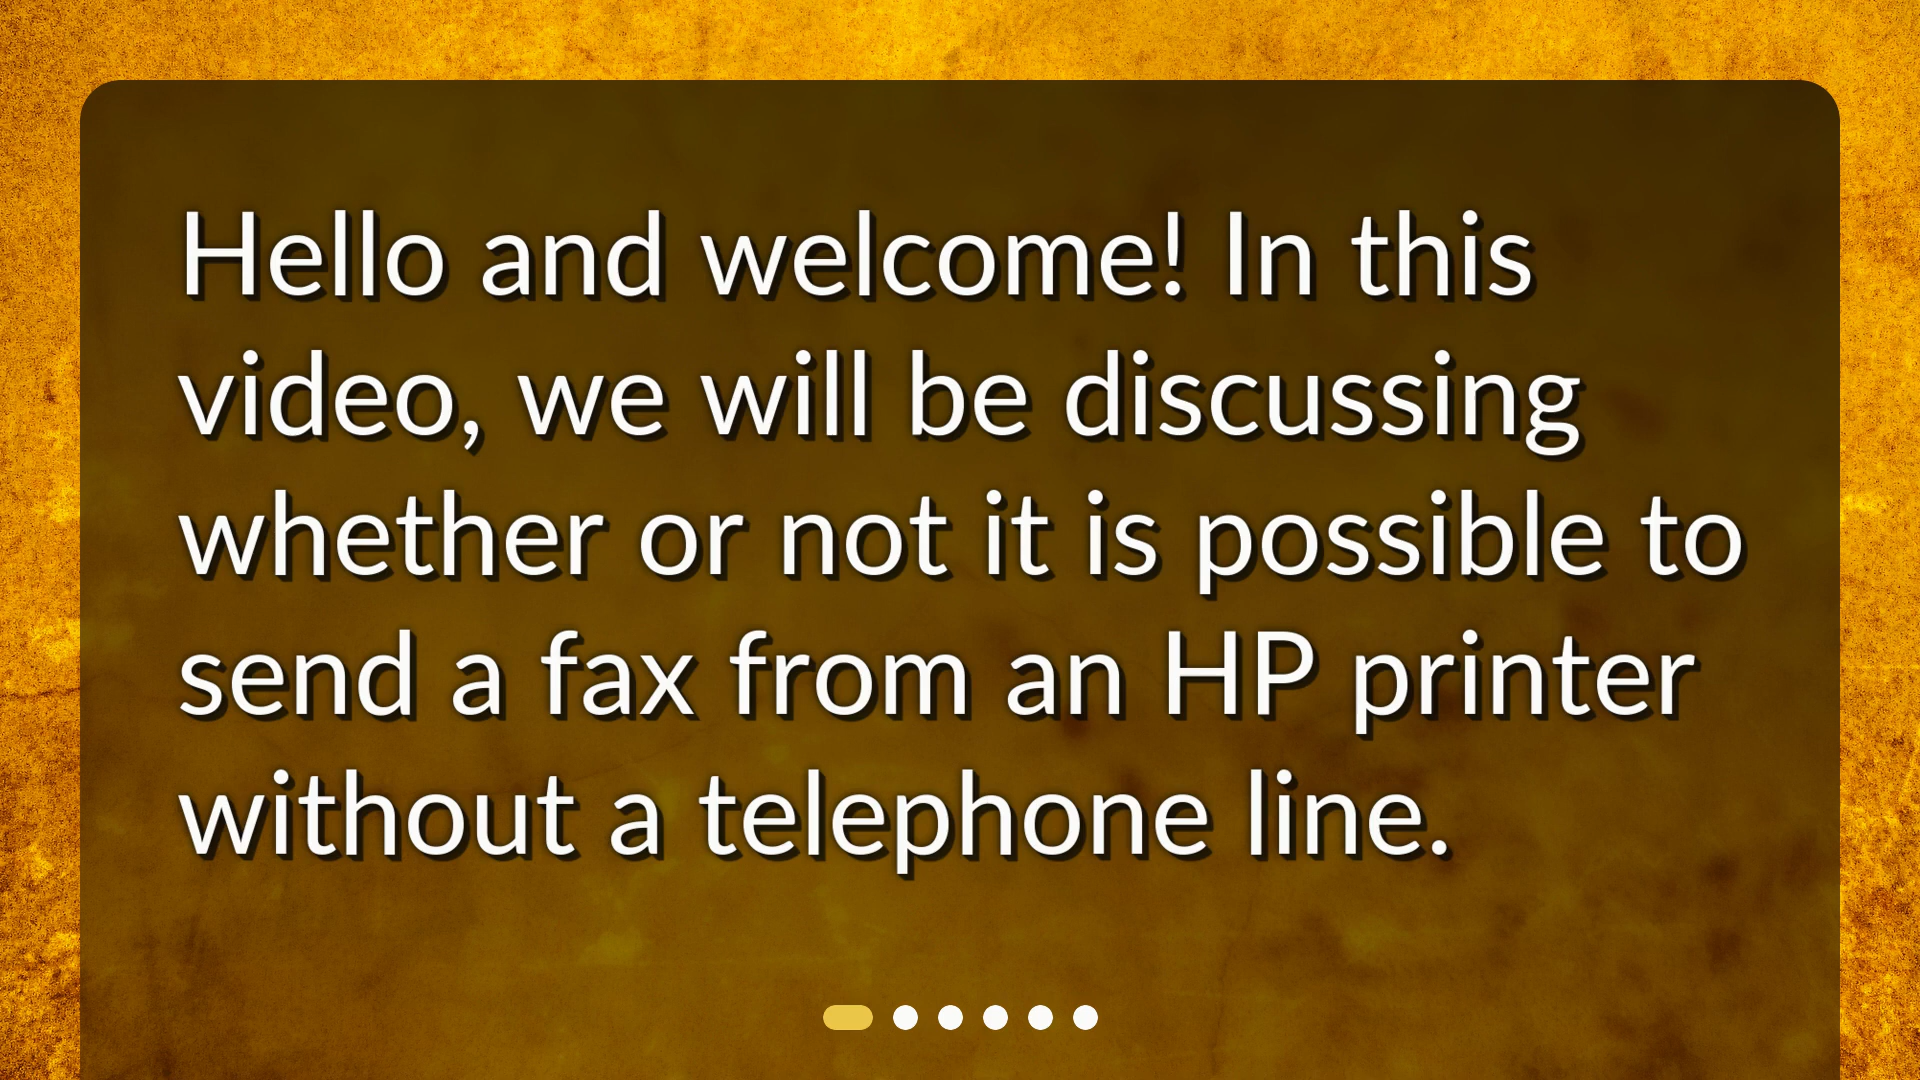 Hello and welcome! In this
video, we will be discussing
whether or not it is possible to
send a fax from an HP printer
without a telephone line.